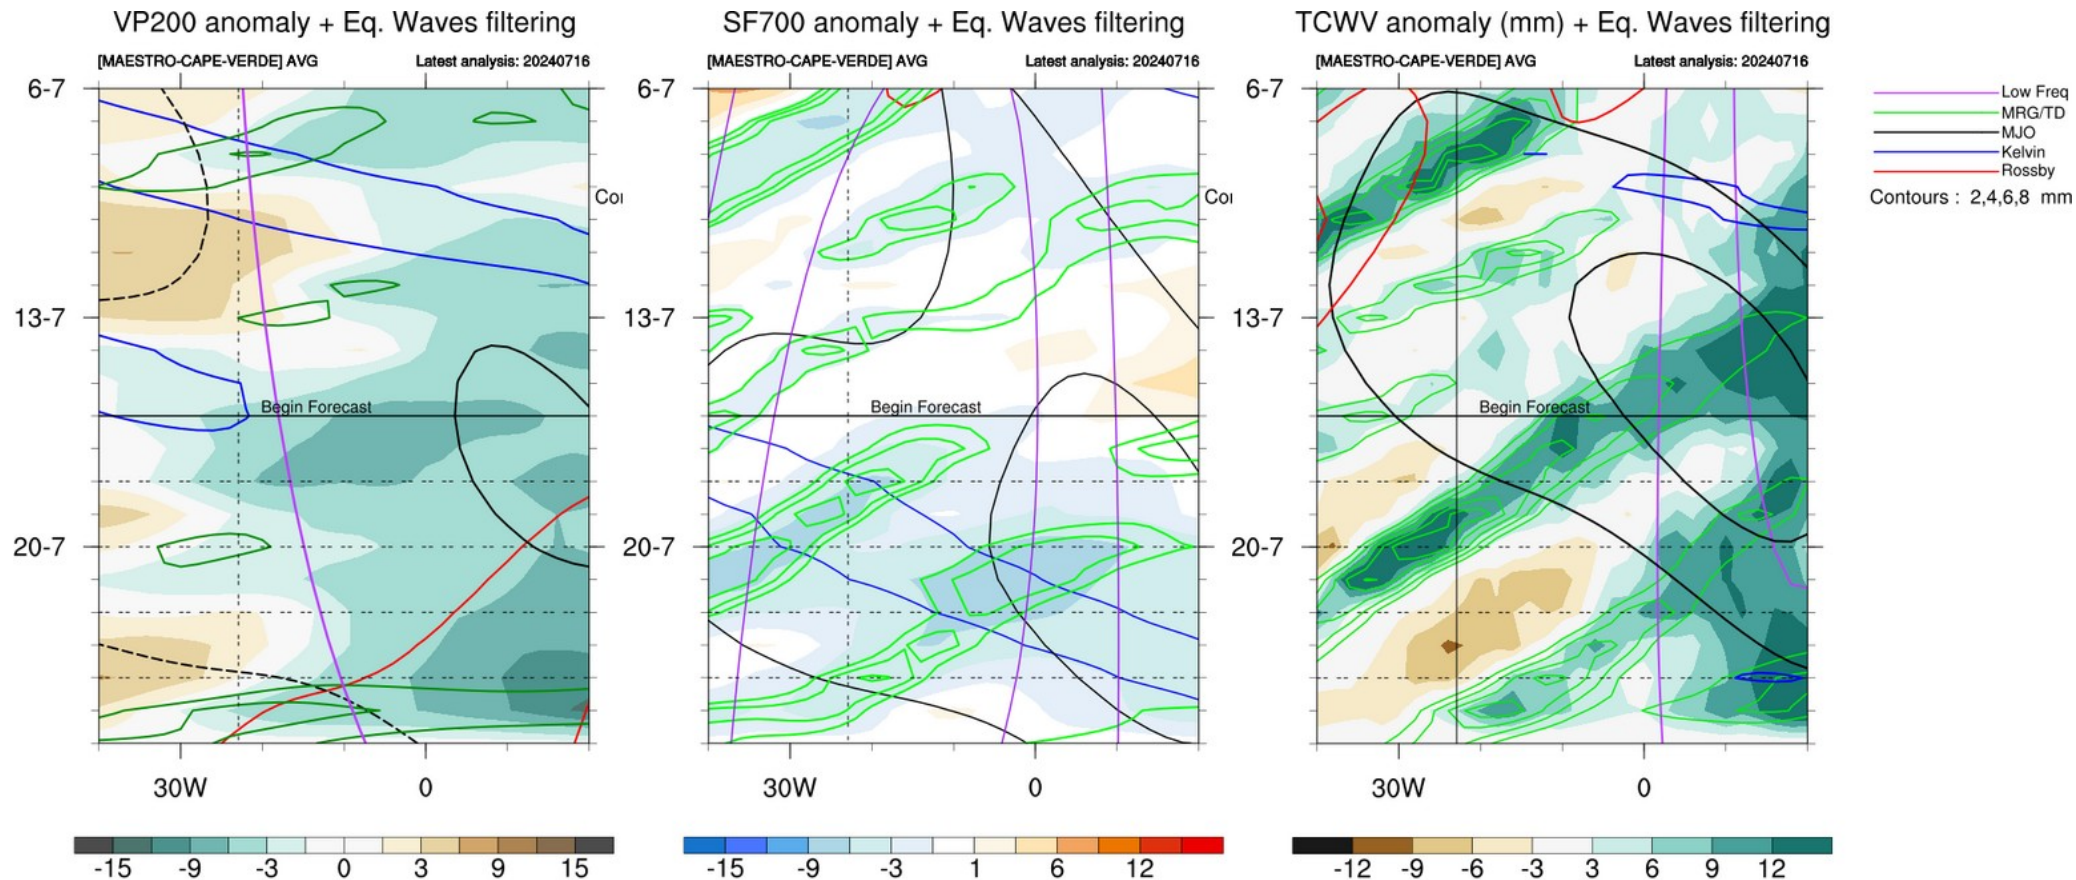 VP200 anomaly + Eq. Waves filtering
[MAESTRO-CAPE-VERDE] AVG
Latest analysis: 20240716
6-7
13-7
20-7
Begin Forecast
30W
0
-15 -9 -3 0 3 9 15
Coi
SF700 anomaly + Eq. Waves filtering
[MAESTRO-CAPE-VERDE] AVG
Latest analysis: 20240716
6-7
13-7
20-7
Begin Forecast
30W
0
-15 -9 -3 1 6 12
Coi
TCWV anomaly (mm) + Eq. Waves filtering
[MAESTRO-CAPE-VERDE] AVG
Latest analysis: 20240716
6-7
13-7
20-7
Begin Forecast
30W
0
-12 -9 -6 -3 3 6 9 12
Low Freq
MRG/TD
MJO
Kelvin
Rossby
Contours : 2,4,6,8 mm